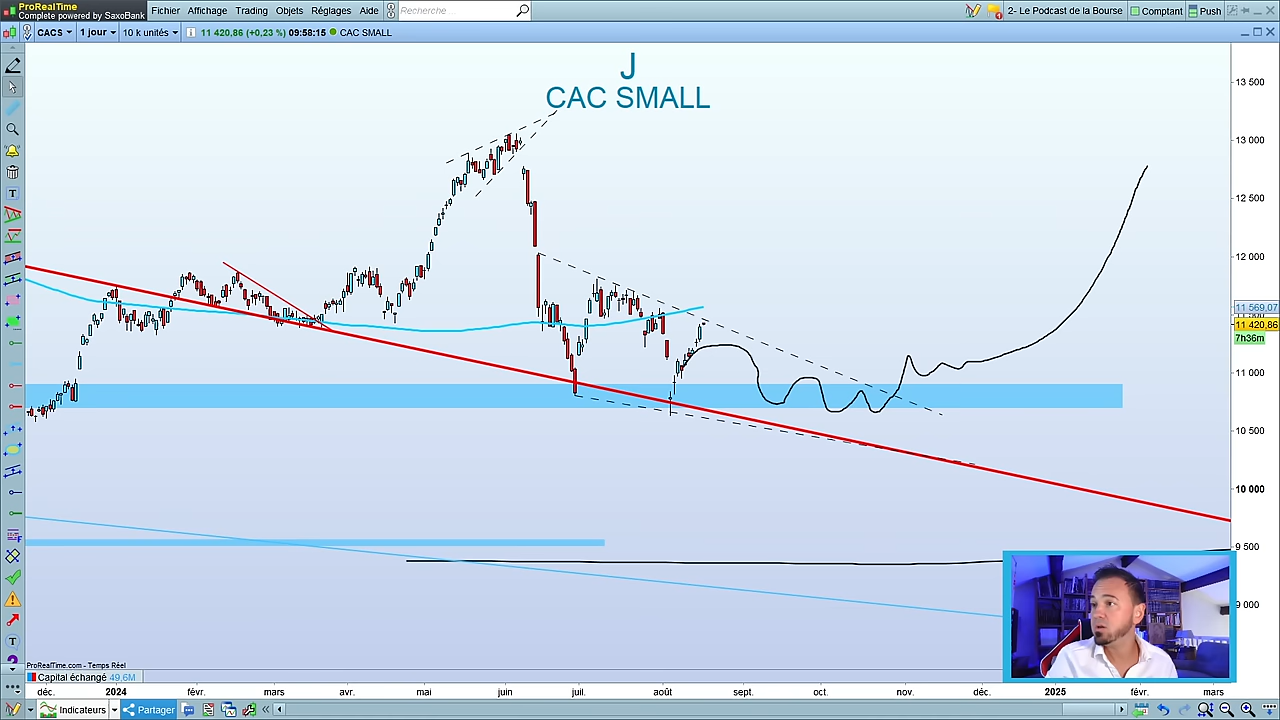 ProRealTime
Complete powered by SaxoBank
Fichier Affichage Trading Objets Réglages Aide Recherche
2- Le Podcast de la Bourse Comptant Push
CACS 1 jour 10 k unités 11 420,86 (+0,23 %) 09:58:15 CAC SMALL
J
CAC SMALL
13 500
13 000
12 500
12 000
11 569,07
11 420,86
7h36m
11 000
10 500
10 000
9 500
9 000
ProRealTime.com - Temps Réel
Capital échangé 49,6M
déc. 2024 févr. mars avr. mai juin juil. août sept. oct. nov. déc. 2025 févr. mars
Indicateurs Partager